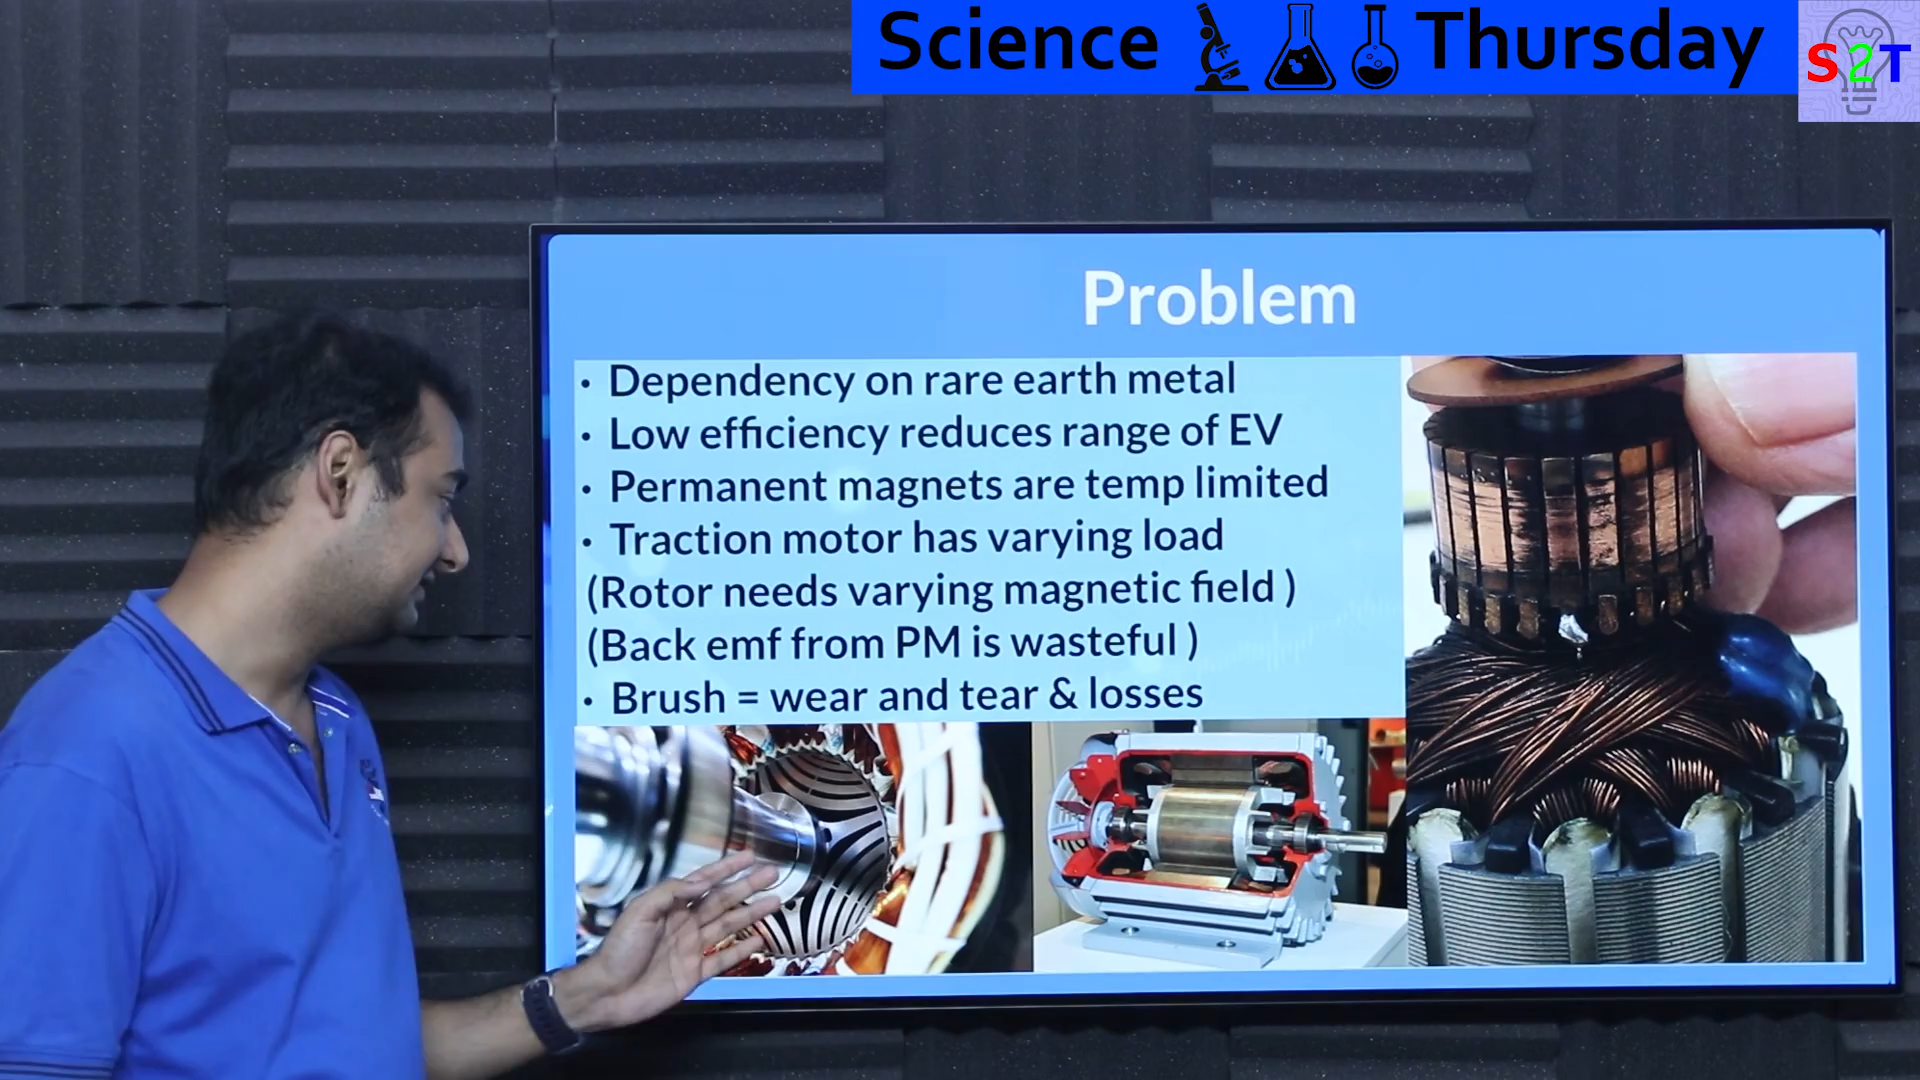 Science Thursday
S2T
Problem
• Dependency on rare earth metal
• Low efficiency reduces range of EV
• Permanent magnets are temp limited
• Traction motor has varying load
(Rotor needs varying magnetic field )
(Back emf from PM is wasteful )
• Brush = wear and tear & losses